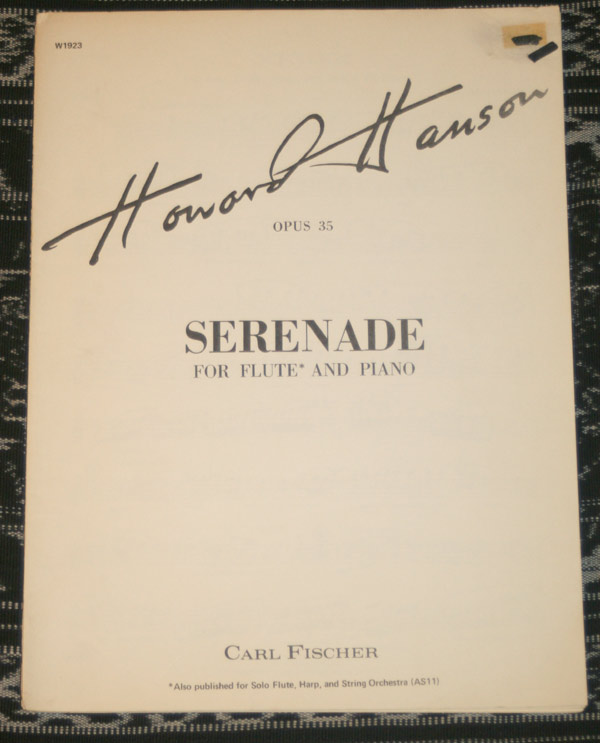 W1923
Howard Hanson
OPUS 35
SERENADE
FOR FLUTE* AND PIANO
CARL FISCHER
*Also published for Solo Flute, Harp, and String Orchestra (AS11)